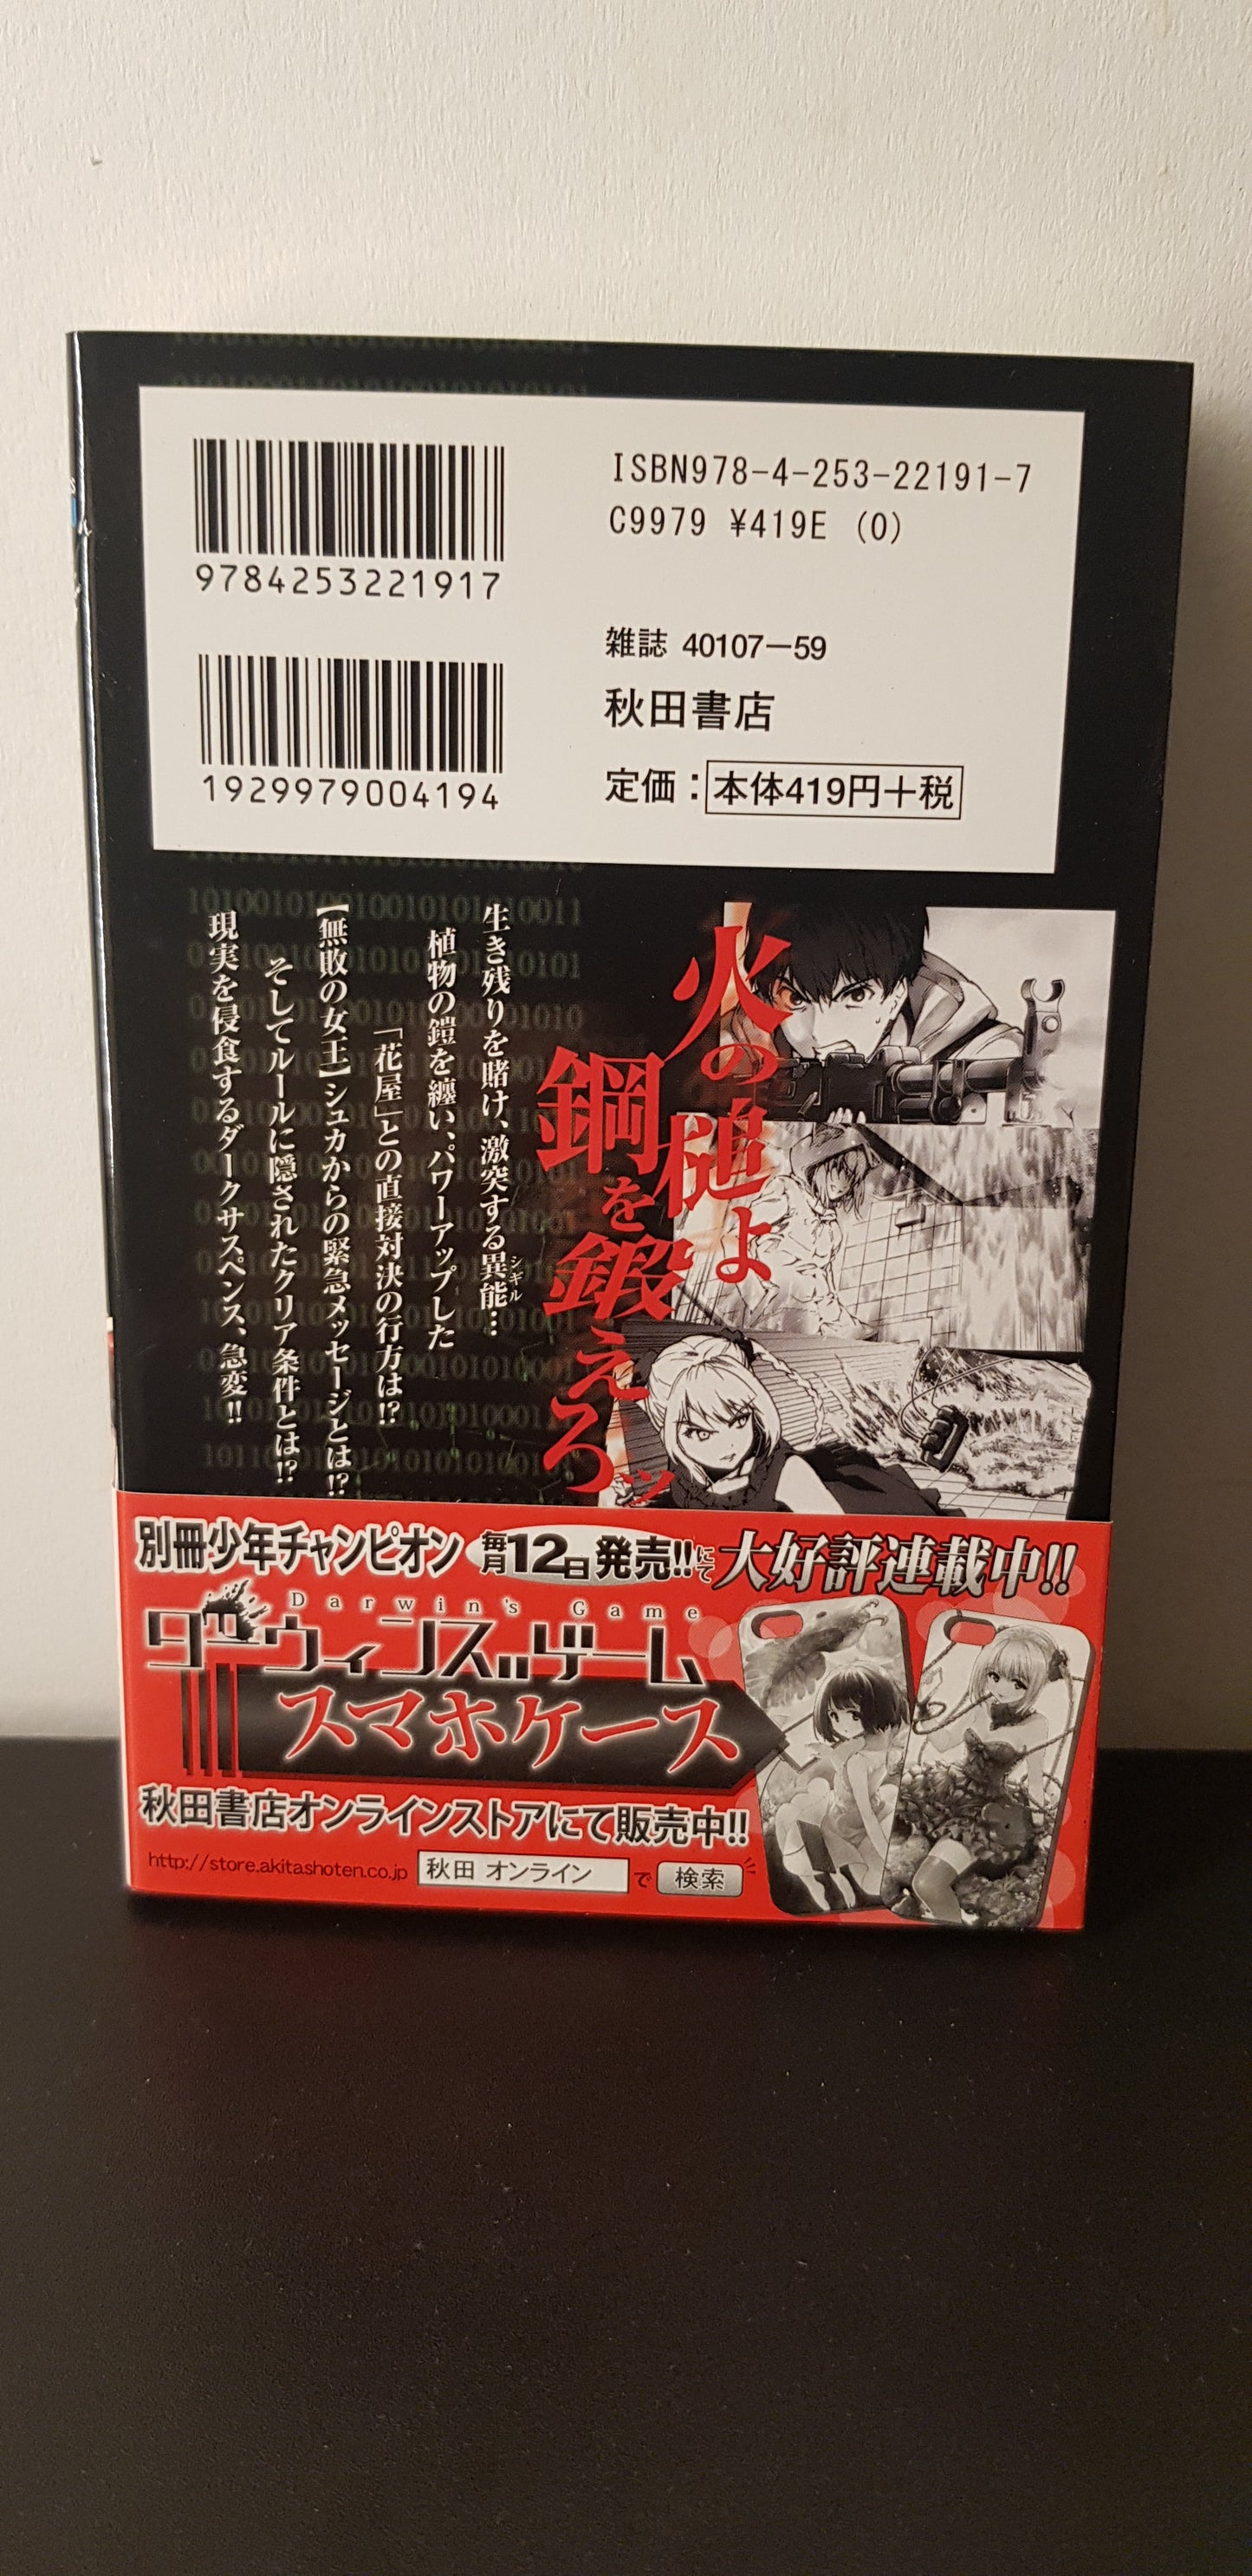 ISBN978-4-253-22191-7
C9979 ¥419E (0)
9784253221917
雑誌 40107-59
秋田書店
定価：本体419円+税
1929979004194
火の槌よ
鋼を鍛えろッ
生き残りを賭け、激突する異能…
シギル
植物の鎧を纏い、パワーアップした
「花屋」との直接対決の行方は!?
【無敗の女王】シュカからの緊急メッセージとは!?
そしてルールに隠されたクリア条件とは!?
現実を侵食するダークサスペンス、急変!!
別冊少年チャンピオン 毎月12日発売!!にて大好評連載中!!
Darwin's Game
ダーウィンズゲーム
スマホケース
秋田書店オンラインストアにて販売中!!
http://store.akitashoten.co.jp 秋田 オンライン で 検索